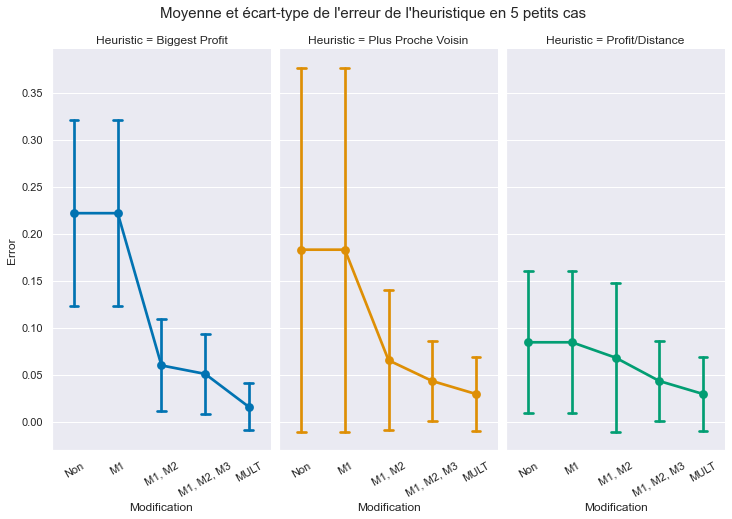 Moyenne et écart-type de l'erreur de l'heuristique en 5 petits cas
Heuristic = Biggest Profit
Heuristic = Plus Proche Voisin
Heuristic = Profit/Distance
Error
0.35
0.30
0.25
0.20
0.15
0.10
0.05
0.00
Non
M1
M1, M2
M1, M2, M3
MULT
Modification
Non
M1
M1, M2
M1, M2, M3
MULT
Modification
Non
M1
M1, M2
M1, M2, M3
MULT
Modification